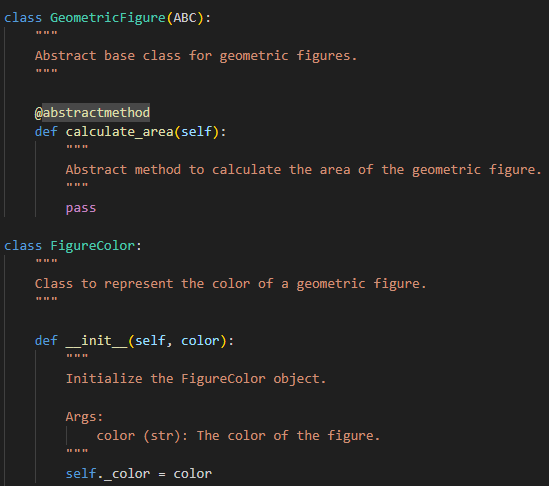 class GeometricFigure(ABC):
    """
    Abstract base class for geometric figures.
    """
    @abstractmethod
    def calculate_area(self):
        """
        Abstract method to calculate the area of the geometric figure.
        """
        pass
class FigureColor:
    """
    Class to represent the color of a geometric figure.
    """
    def __init__(self, color):
        """
        Initialize the FigureColor object.
        Args:
            color (str): The color of the figure.
        """
        self._color = color